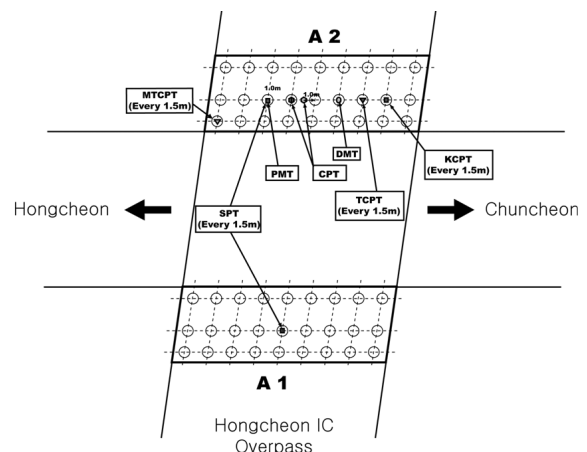 A 2
1.0m
1.0m
MTCPT
(Every 1.5m)
DMT
PMT
CPT
KCPT
(Every 1.5m)
TCPT
(Every 1.5m)
SPT
(Every 1.5m)
Hongcheon
Chuncheon
A 1
Hongcheon IC
Overpass